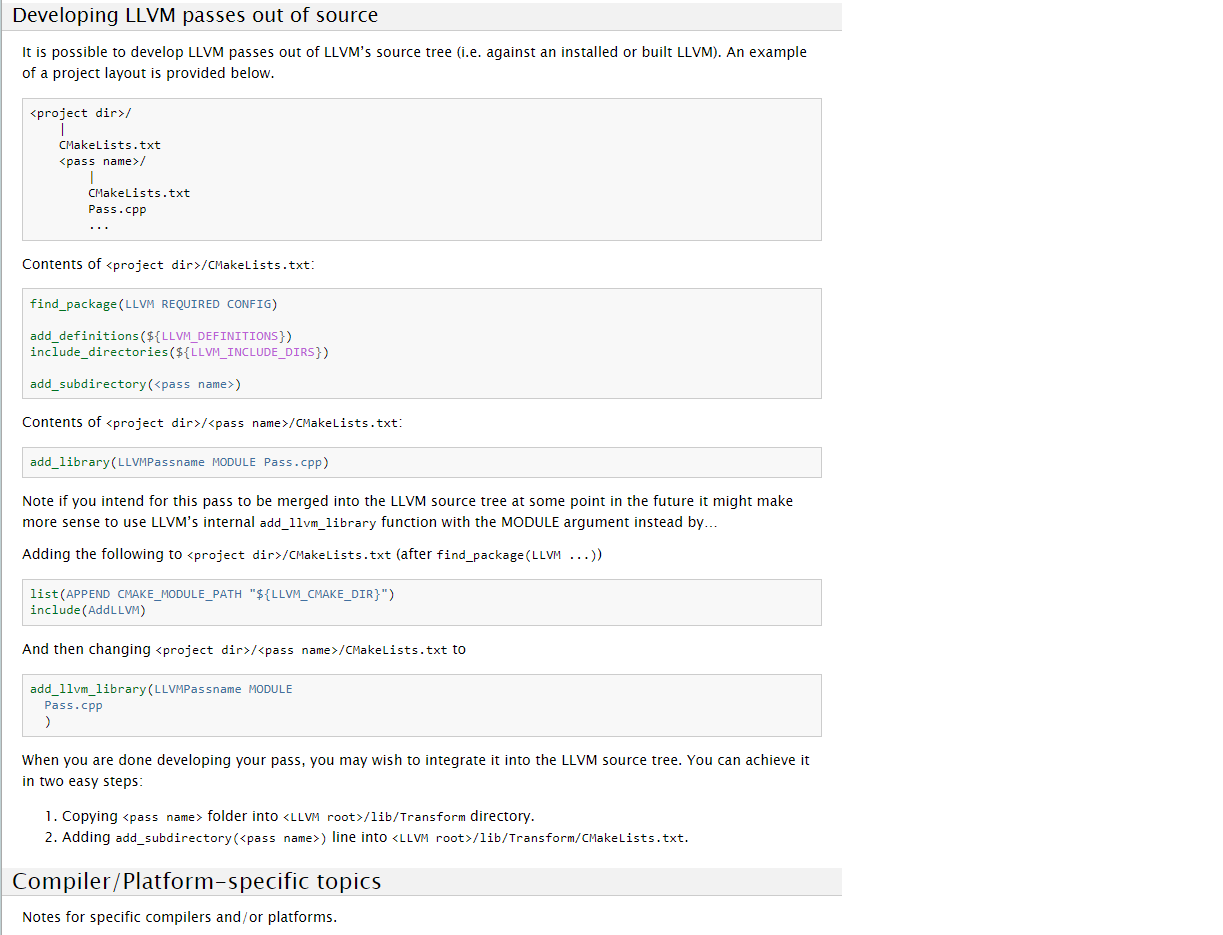 Developing LLVM passes out of source
It is possible to develop LLVM passes out of LLVM’s source tree (i.e. against an installed or built LLVM). An example
of a project layout is provided below.
<project dir>/
    |
    CMakeLists.txt
    <pass name>/
        |
        CMakeLists.txt
        Pass.cpp
        ...
Contents of <project dir>/CMakeLists.txt:
find_package(LLVM REQUIRED CONFIG)
add_definitions(${LLVM_DEFINITIONS})
include_directories(${LLVM_INCLUDE_DIRS})
add_subdirectory(<pass name>)
Contents of <project dir>/<pass name>/CMakeLists.txt:
add_library(LLVMPassname MODULE Pass.cpp)
Note if you intend for this pass to be merged into the LLVM source tree at some point in the future it might make
more sense to use LLVM’s internal add_llvm_library function with the MODULE argument instead by…
Adding the following to <project dir>/CMakeLists.txt (after find_package(LLVM ...))
list(APPEND CMAKE_MODULE_PATH "${LLVM_CMAKE_DIR}")
include(AddLLVM)
And then changing <project dir>/<pass name>/CMakeLists.txt to
add_llvm_library(LLVMPassname MODULE
  Pass.cpp
  )
When you are done developing your pass, you may wish to integrate it into the LLVM source tree. You can achieve it
in two easy steps:
1. Copying <pass name> folder into <LLVM root>/lib/Transform directory.
2. Adding add_subdirectory(<pass name>) line into <LLVM root>/lib/Transform/CMakeLists.txt.
Compiler/Platform-specific topics
Notes for specific compilers and/or platforms.